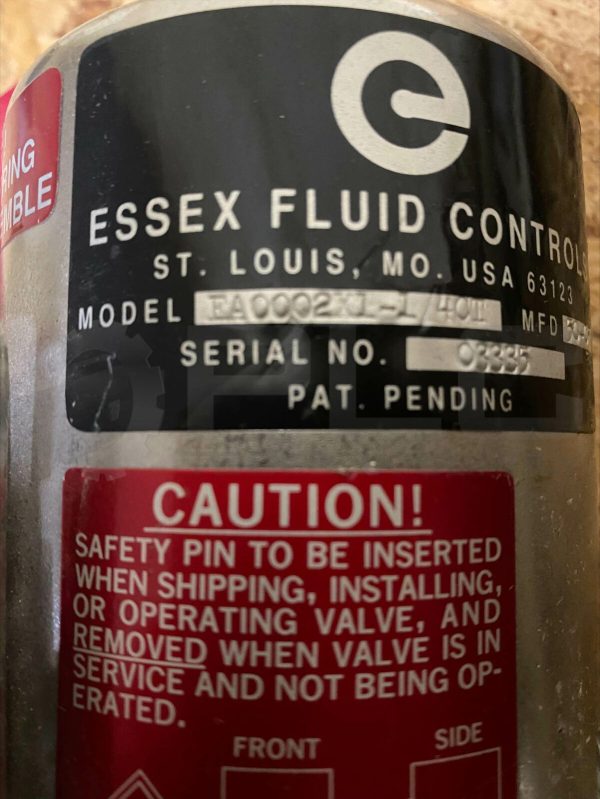 ING
MBLE
ESSEX FLUID CONTROLS
ST. LOUIS, MO. USA 63123
MODEL MFD
SERIAL NO.
PAT. PENDING
CAUTION!
SAFETY PIN TO BE INSERTED
WHEN SHIPPING, INSTALLING,
OR OPERATING VALVE, AND
REMOVED WHEN VALVE IS IN
SERVICE AND NOT BEING OP-
ERATED.
FRONT SIDE